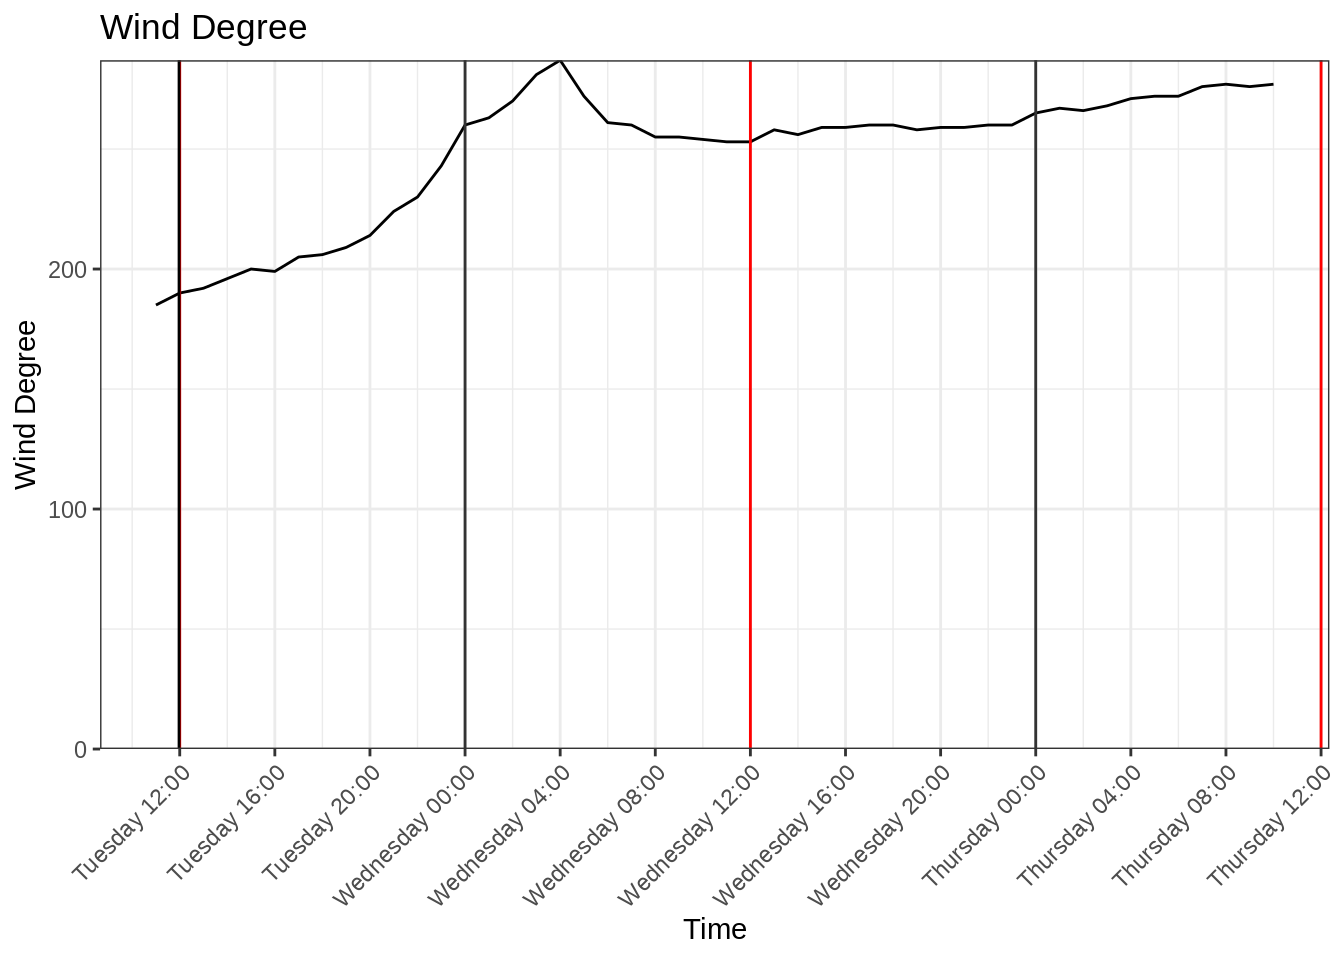 Wind Degree
Wind Degree
200
100
0
Tuesday 12:00
Tuesday 16:00
Tuesday 20:00
Wednesday 00:00
Wednesday 04:00
Wednesday 08:00
Wednesday 12:00
Wednesday 16:00
Wednesday 20:00
Thursday 00:00
Thursday 04:00
Thursday 08:00
Thursday 12:00
Time